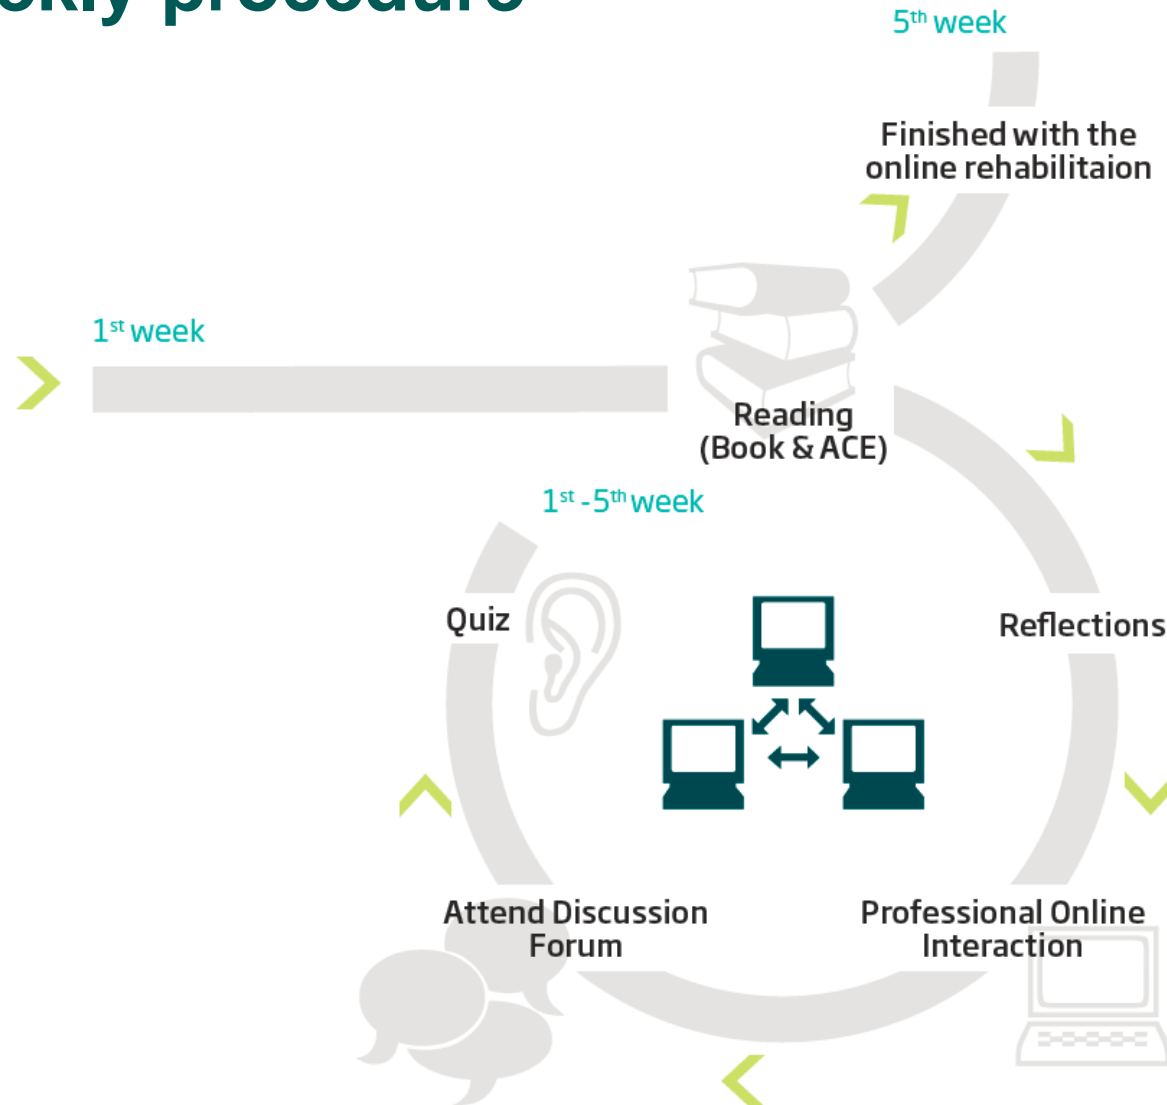 5th week
Finished with the
online rehabilitaion
1st week
Reading
(Book & ACE)
1st - 5th week
Quiz
Reflections
Attend Discussion
Forum
Professional Online
Interaction